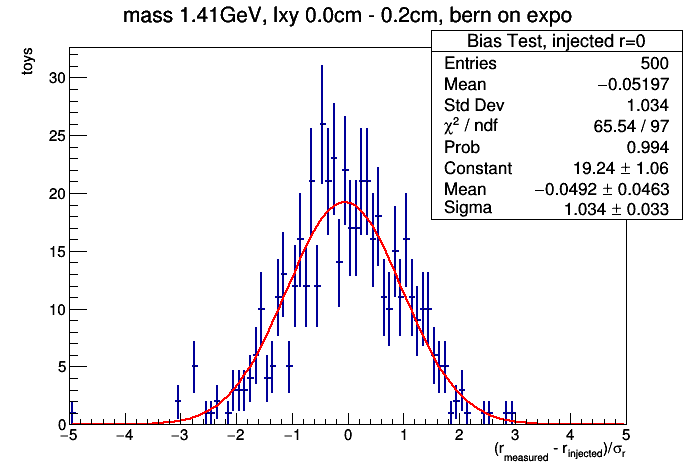 mass 1.41GeV, lxy 0.0cm - 0.2cm, bern on expo
toys
Bias Test, injected r=0
Entries 500
Mean −0.05197
Std Dev 1.034
χ² / ndf 65.54 / 97
Prob 0.994
Constant 19.24 ± 1.06
Mean −0.0492 ± 0.0463
Sigma 1.034 ± 0.033
30
25
20
15
10
5
0
−5 −4 −3 −2 −1 0 1 2 3 4 5
(r_measured - r_injected)/σ_r